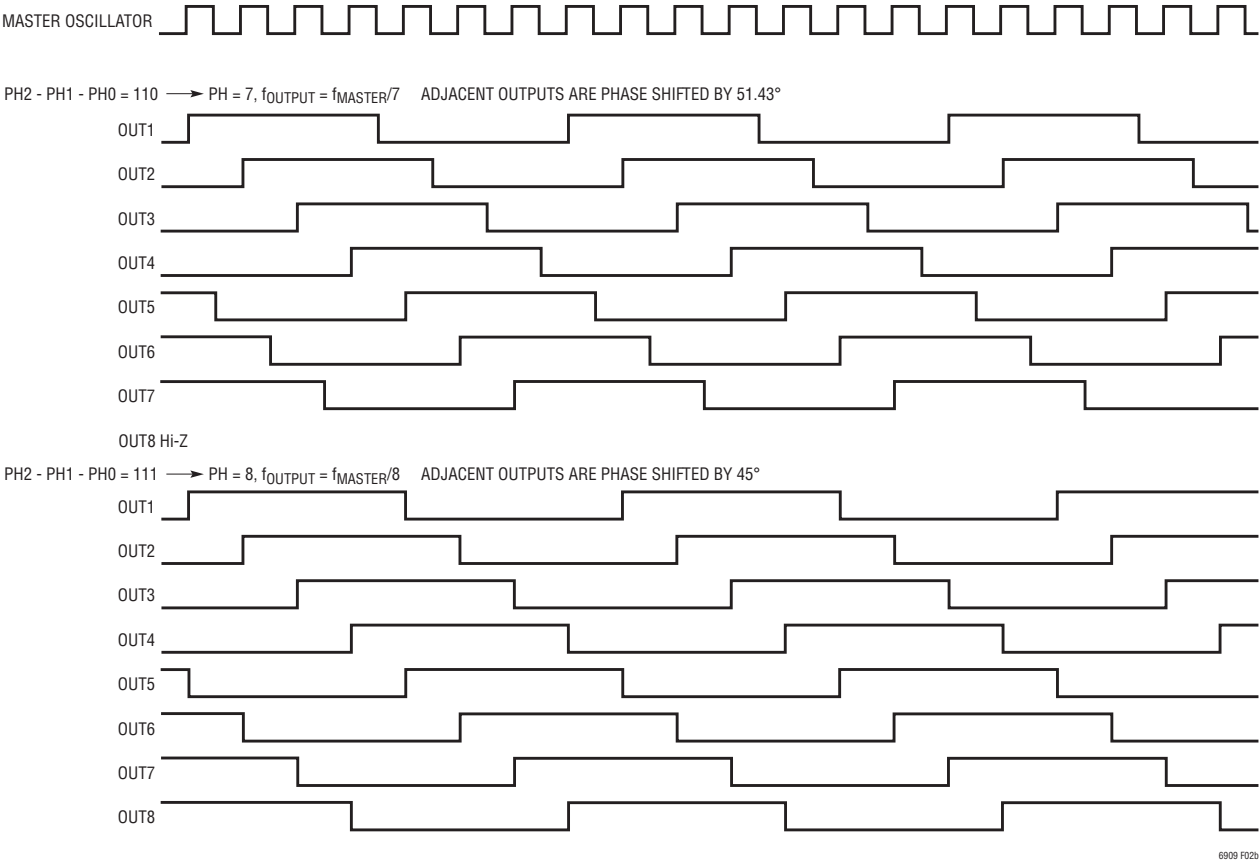 MASTER OSCILLATOR
PH2 - PH1 - PH0 = 110 → PH = 7, fOUTPUT = fMASTER/7 ADJACENT OUTPUTS ARE PHASE SHIFTED BY 51.43°
OUT1
OUT2
OUT3
OUT4
OUT5
OUT6
OUT7
OUT8 Hi-Z
PH2 - PH1 - PH0 = 111 → PH = 8, fOUTPUT = fMASTER/8 ADJACENT OUTPUTS ARE PHASE SHIFTED BY 45°
OUT1
OUT2
OUT3
OUT4
OUT5
OUT6
OUT7
OUT8
6909 F02b